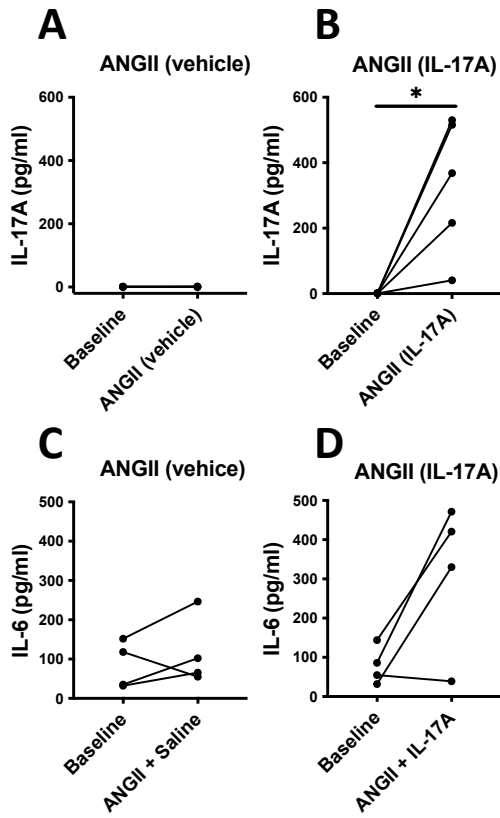 A
ANGII (vehicle)
IL-17A (pg/ml)
600
400
200
0
Baseline
ANGII (vehicle)
B
ANGII (IL-17A)
*
IL-17A (pg/ml)
600
400
200
0
Baseline
ANGII (IL-17A)
C
ANGII (vehice)
IL-6 (pg/ml)
500
400
300
200
100
0
Baseline
ANGII + Saline
D
ANGII (IL-17A)
IL-6 (pg/ml)
500
400
300
200
100
0
Baseline
ANGII + IL-17A